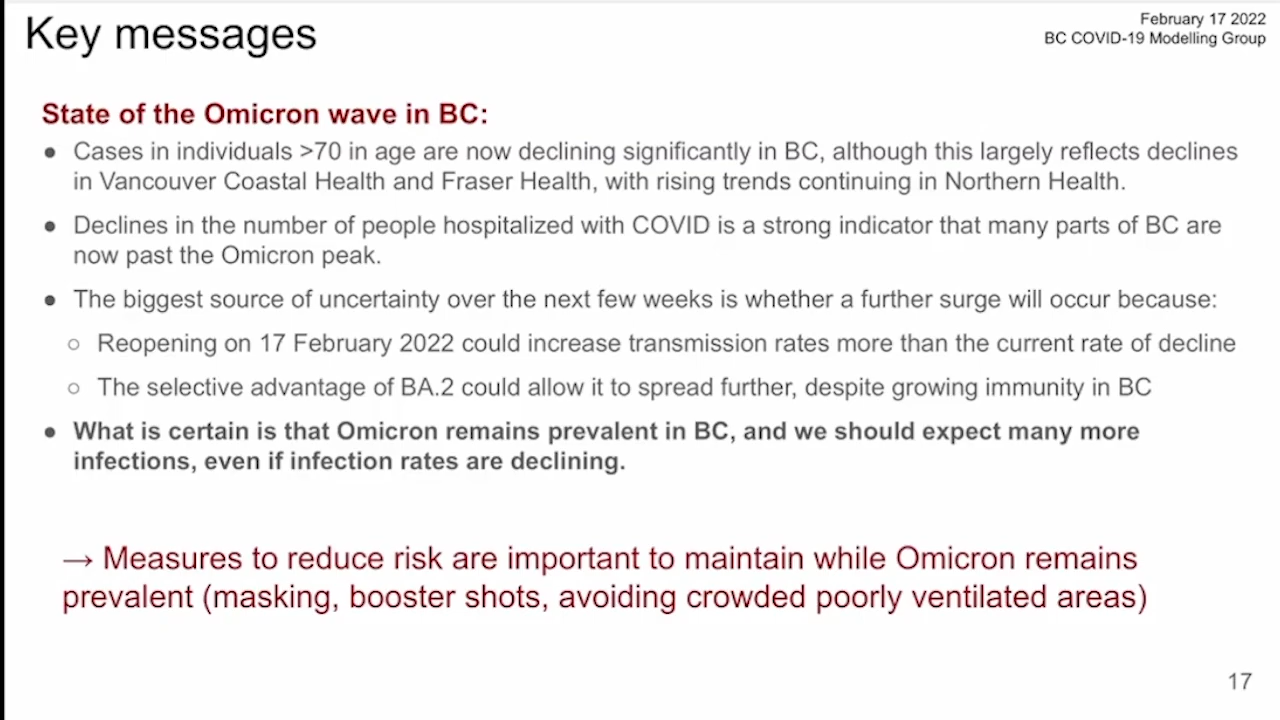 Key messages
February 17 2022
BC COVID-19 Modelling Group
State of the Omicron wave in BC:
● Cases in individuals >70 in age are now declining significantly in BC, although this largely reflects declines
in Vancouver Coastal Health and Fraser Health, with rising trends continuing in Northern Health.
● Declines in the number of people hospitalized with COVID is a strong indicator that many parts of BC are
now past the Omicron peak.
● The biggest source of uncertainty over the next few weeks is whether a further surge will occur because:
○ Reopening on 17 February 2022 could increase transmission rates more than the current rate of decline
○ The selective advantage of BA.2 could allow it to spread further, despite growing immunity in BC
● What is certain is that Omicron remains prevalent in BC, and we should expect many more
infections, even if infection rates are declining.
→ Measures to reduce risk are important to maintain while Omicron remains
prevalent (masking, booster shots, avoiding crowded poorly ventilated areas)
17